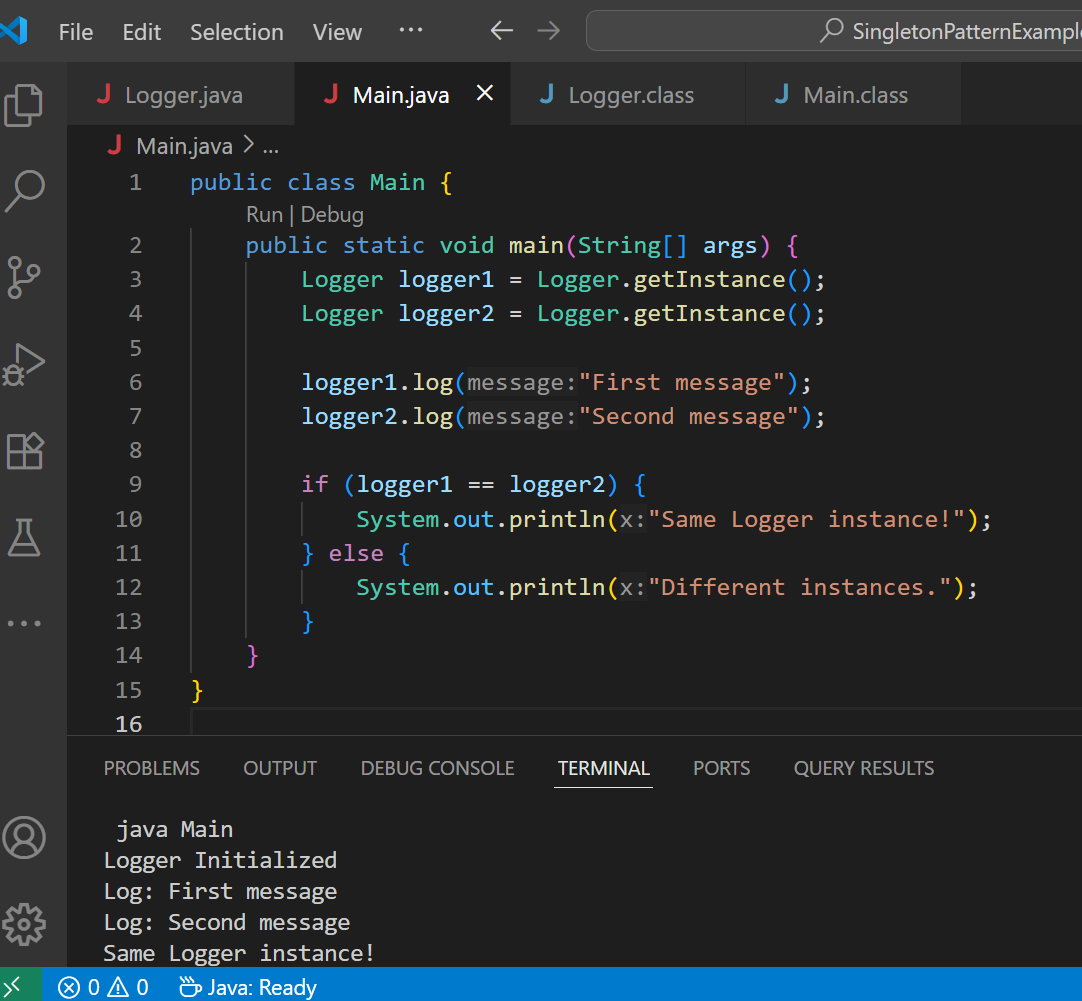 File Edit Selection View ... SingletonPatternExample
Logger.java Main.java Logger.class Main.class
Main.java > ...
1 public class Main {
Run | Debug
2 public static void main(String[] args) {
3 Logger logger1 = Logger.getInstance();
4 Logger logger2 = Logger.getInstance();
5
6 logger1.log(message:"First message");
7 logger2.log(message:"Second message");
8
9 if (logger1 == logger2) {
10 System.out.println(x:"Same Logger instance!");
11 } else {
12 System.out.println(x:"Different instances.");
13 }
14 }
15 }
16
PROBLEMS OUTPUT DEBUG CONSOLE TERMINAL PORTS QUERY RESULTS
java Main
Logger Initialized
Log: First message
Log: Second message
Same Logger instance!
0 0 Java: Ready